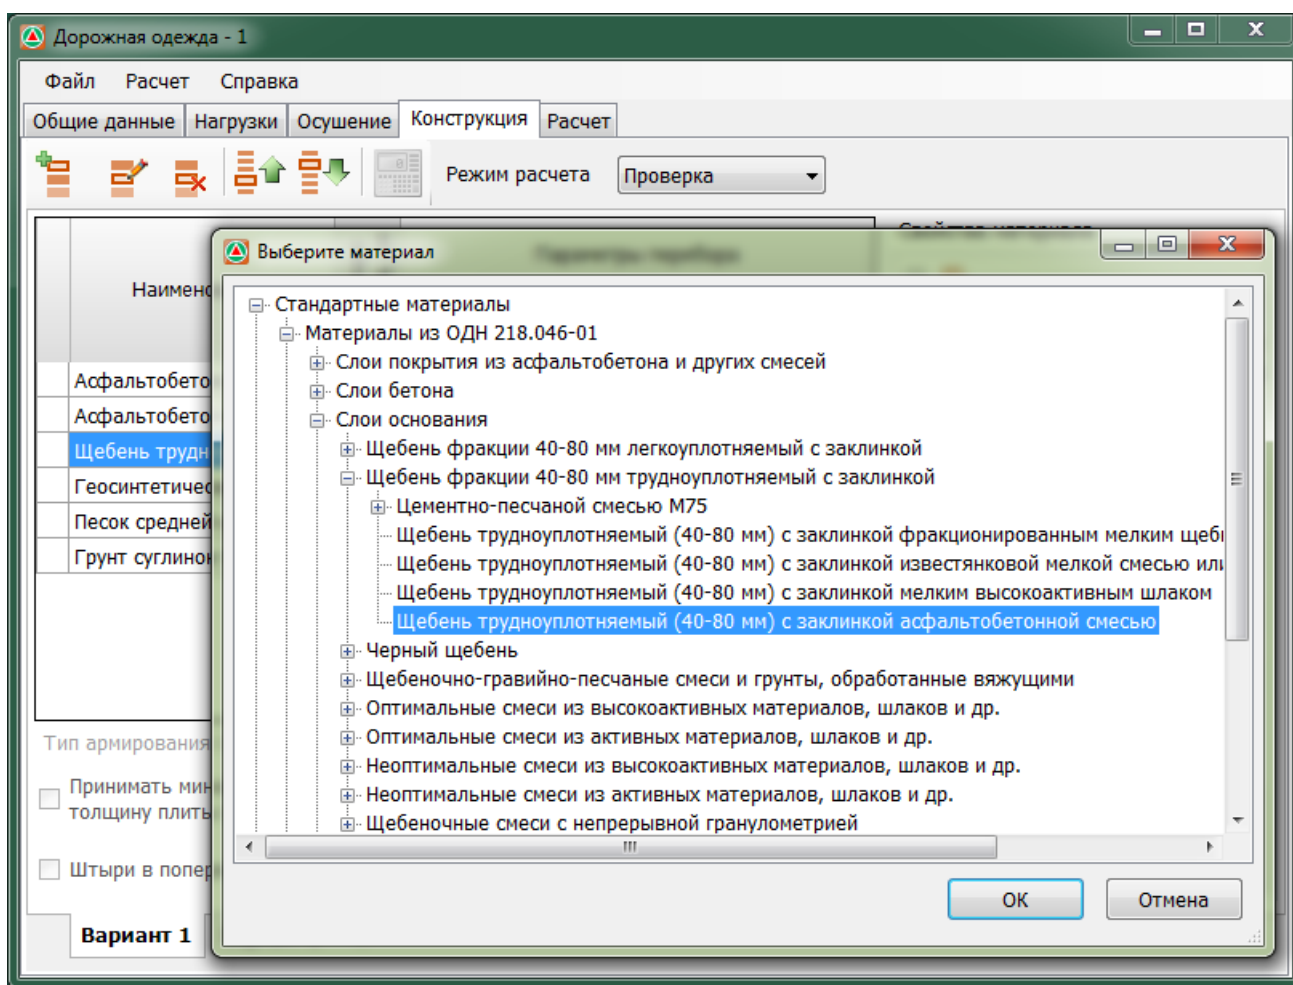 Дорожная одежда - 1
Файл Расчет Справка
Общие данные Нагрузки Осушение Конструкция Расчет
Режим расчета Проверка
Выберите материал
Стандартные материалы
Материалы из ОДН 218.046-01
Слои покрытия из асфальтобетона и других смесей
Слои бетона
Слои основания
Щебень фракции 40-80 мм легкоуплотняемый с заклинкой
Щебень фракции 40-80 мм трудноуплотняемый с заклинкой
Цементно-песчаной смесью М75
Щебень трудноуплотняемый (40-80 мм) с заклинкой фракционированным мелким щеб
Щебень трудноуплотняемый (40-80 мм) с заклинкой известянковой мелкой смесью или
Щебень трудноуплотняемый (40-80 мм) с заклинкой мелким высокоактивным шлаком
Щебень трудноуплотняемый (40-80 мм) с заклинкой асфальтобетонной смесью
Черный щебень
Щебеночно-гравийно-песчаные смеси и грунты, обработанные вяжущими
Оптимальные смеси из высокоактивных материалов, шлаков и др.
Оптимальные смеси из активных материалов, шлаков и др.
Неоптимальные смеси из высокоактивных материалов, шлаков и др.
Неоптимальные смеси из активных материалов, шлаков и др.
Щебеночные смеси с непрерывной гранулометрией
ОК Отмена
Наимено
Асфальтобето
Асфальтобето
Щебень трудн
Геосинтетичес
Песок средней
Грунт суглинок
Тип армирования
Принимать мин
толщину плиты
Штыри в попер
Вариант 1